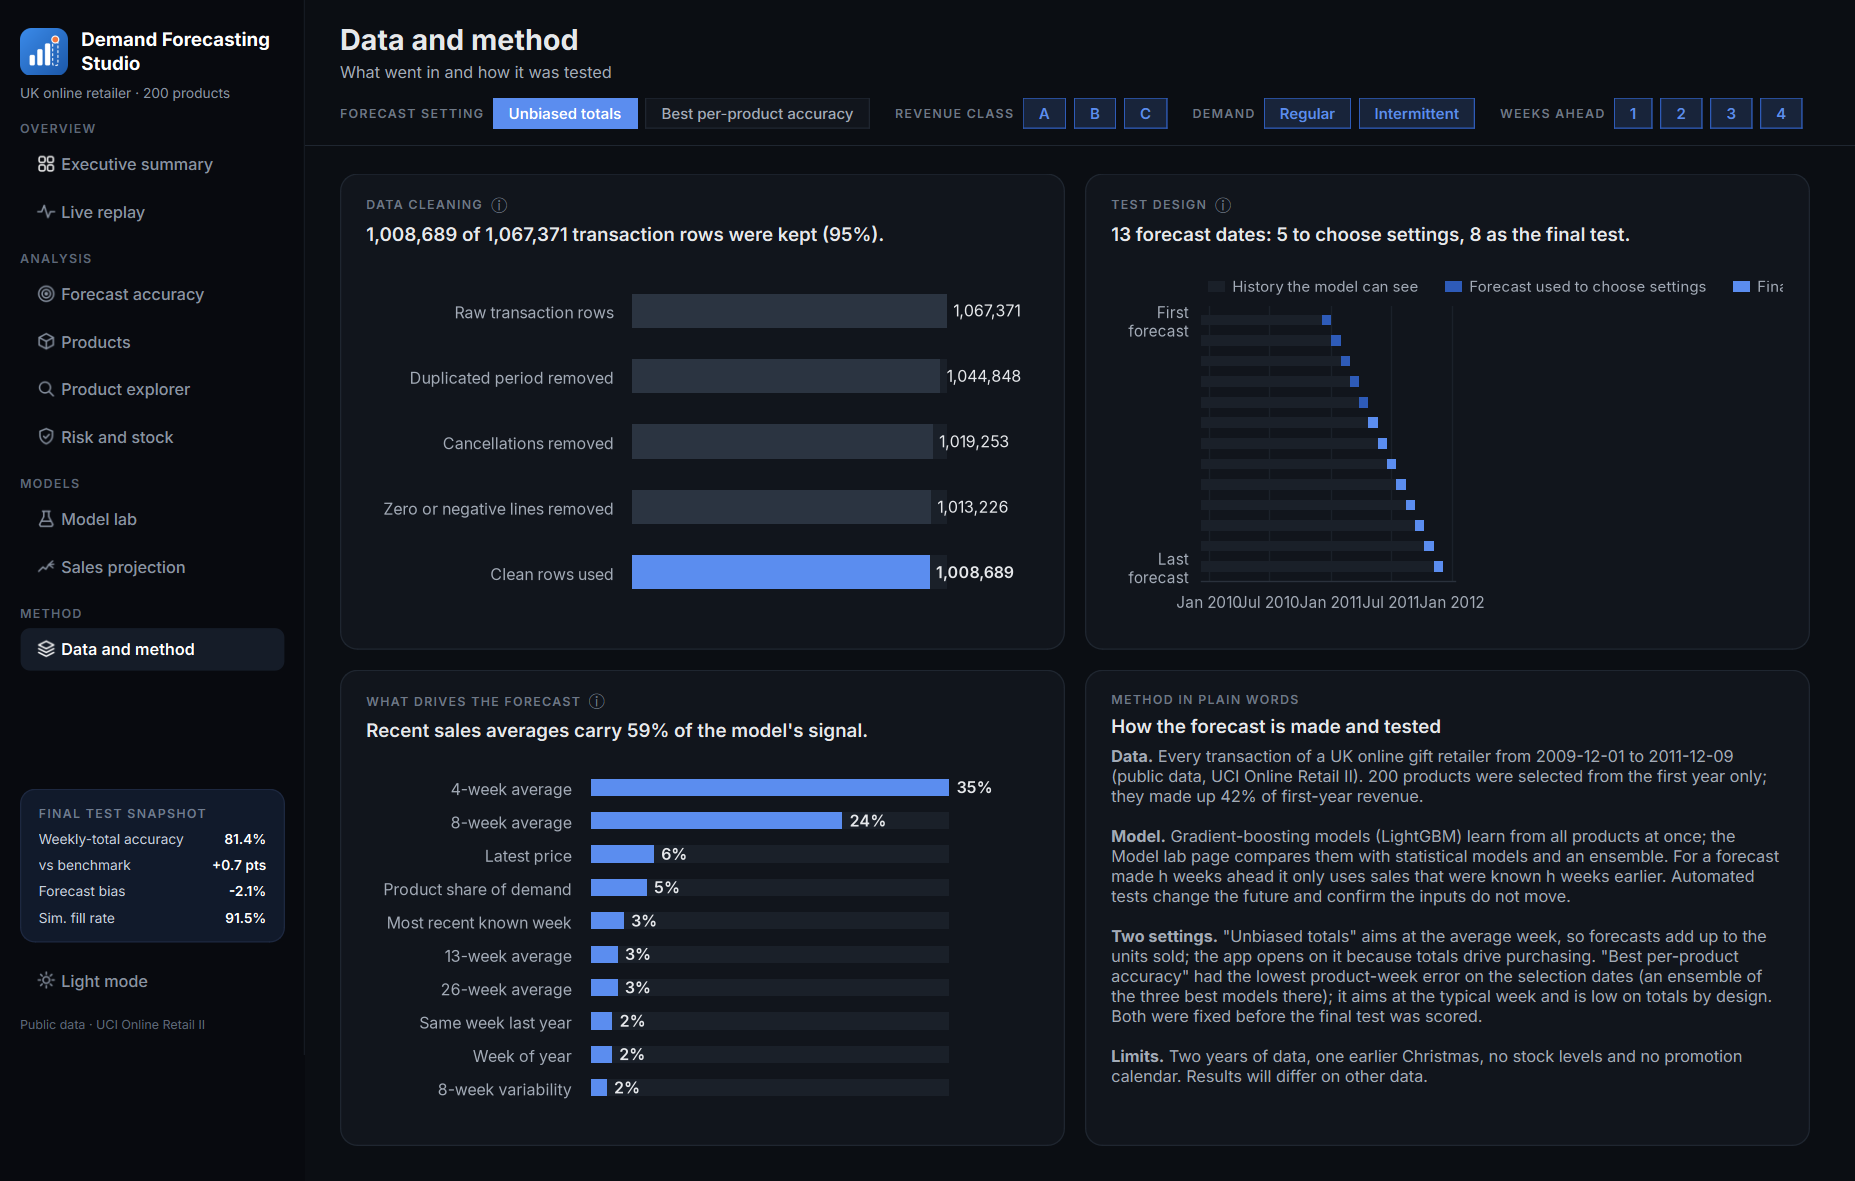 Demand Forecasting
Studio
UK online retailer · 200 products
OVERVIEW
Executive summary
Live replay
ANALYSIS
Forecast accuracy
Products
Product explorer
Risk and stock
MODELS
Model lab
Sales projection
METHOD
Data and method
FINAL TEST SNAPSHOT
Weekly-total accuracy 81.4%
vs benchmark +0.7 pts
Forecast bias -2.1%
Sim. fill rate 91.5%
Light mode
Public data · UCI Online Retail II
Data and method
What went in and how it was tested
FORECAST SETTING Unbiased totals Best per-product accuracy REVENUE CLASS A B C DEMAND Regular Intermittent WEEKS AHEAD 1 2 3 4
DATA CLEANING
1,008,689 of 1,067,371 transaction rows were kept (95%).
Raw transaction rows 1,067,371
Duplicated period removed 1,044,848
Cancellations removed 1,019,253
Zero or negative lines removed 1,013,226
Clean rows used 1,008,689
TEST DESIGN
13 forecast dates: 5 to choose settings, 8 as the final test.
History the model can see Forecast used to choose settings Fina
First
forecast
Last
forecast
Jan 2010 Jul 2010 Jan 2011 Jul 2011 Jan 2012
WHAT DRIVES THE FORECAST
Recent sales averages carry 59% of the model's signal.
4-week average 35%
8-week average 24%
Latest price 6%
Product share of demand 5%
Most recent known week 3%
13-week average 3%
26-week average 3%
Same week last year 2%
Week of year 2%
8-week variability 2%
METHOD IN PLAIN WORDS
How the forecast is made and tested
Data. Every transaction of a UK online gift retailer from 2009-12-01 to 2011-12-09
(public data, UCI Online Retail II). 200 products were selected from the first year only;
they made up 42% of first-year revenue.
Model. Gradient-boosting models (LightGBM) learn from all products at once; the
Model lab page compares them with statistical models and an ensemble. For a forecast
made h weeks ahead it only uses sales that were known h weeks earlier. Automated
tests change the future and confirm the inputs do not move.
Two settings. "Unbiased totals" aims at the average week, so forecasts add up to the
units sold; the app opens on it because totals drive purchasing. "Best per-product
accuracy" had the lowest product-week error on the selection dates (an ensemble of
the three best models there); it aims at the typical week and is low on totals by design.
Both were fixed before the final test was scored.
Limits. Two years of data, one earlier Christmas, no stock levels and no promotion
calendar. Results will differ on other data.